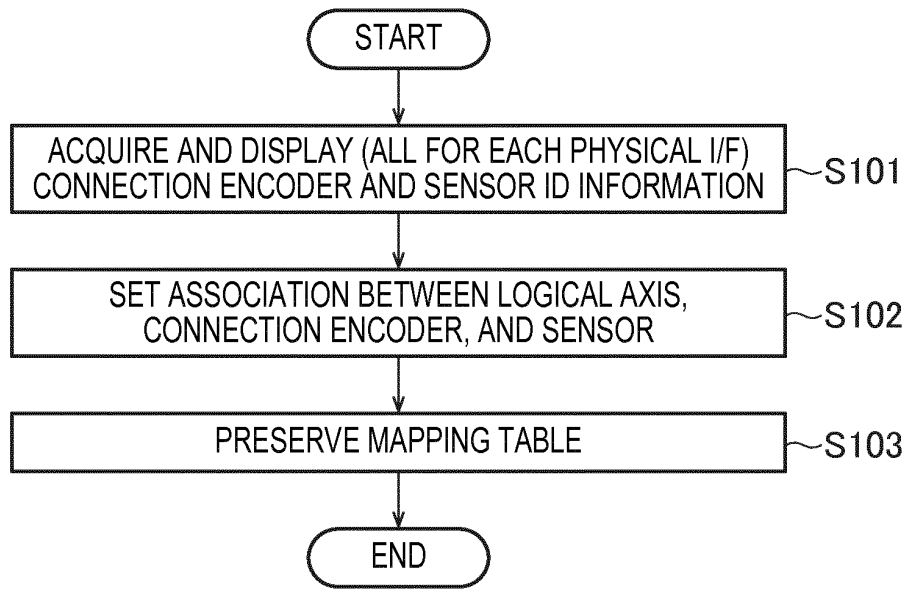 START
ACQUIRE AND DISPLAY (ALL FOR EACH PHYSICAL I/F)
CONNECTION ENCODER AND SENSOR ID INFORMATION
S101
SET ASSOCIATION BETWEEN LOGICAL AXIS,
CONNECTION ENCODER, AND SENSOR
S102
PRESERVE MAPPING TABLE
S103
END